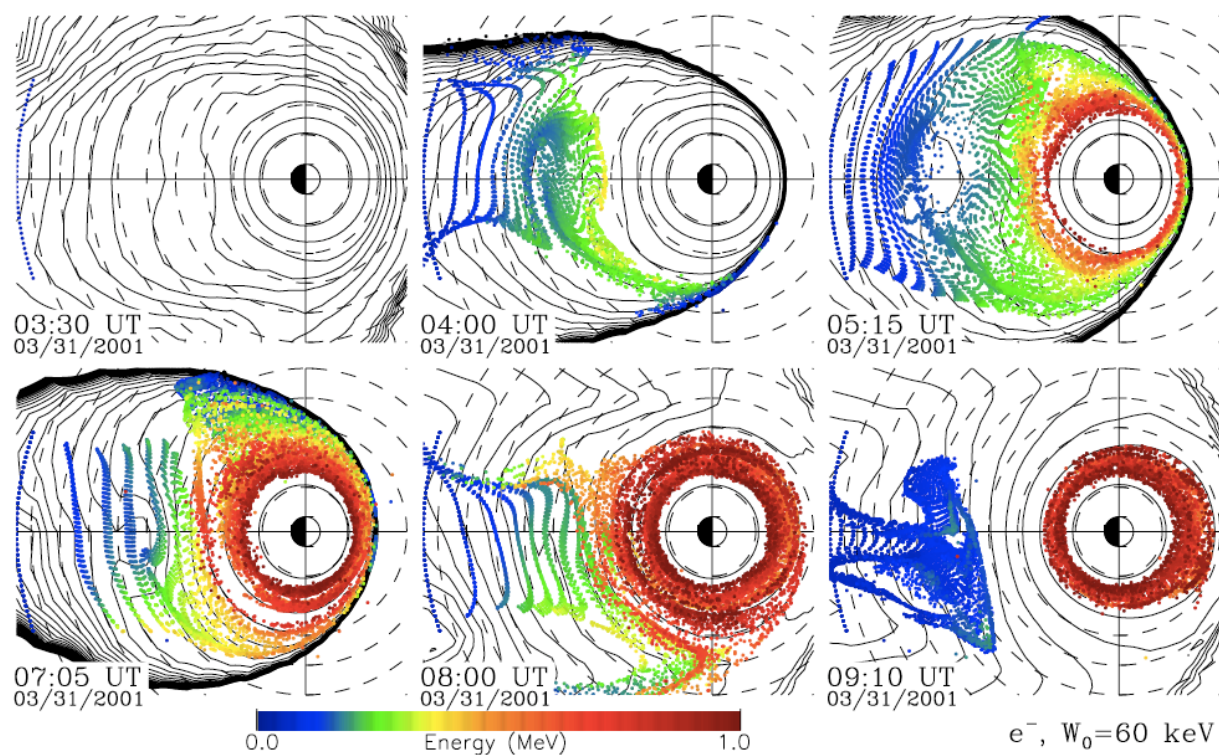 03:30 UT
03/31/2001
04:00 UT
03/31/2001
05:15 UT
03/31/2001
07:05 UT
03/31/2001
08:00 UT
03/31/2001
09:10 UT
03/31/2001
0.0 Energy (MeV) 1.0
e⁻, W₀=60 keV